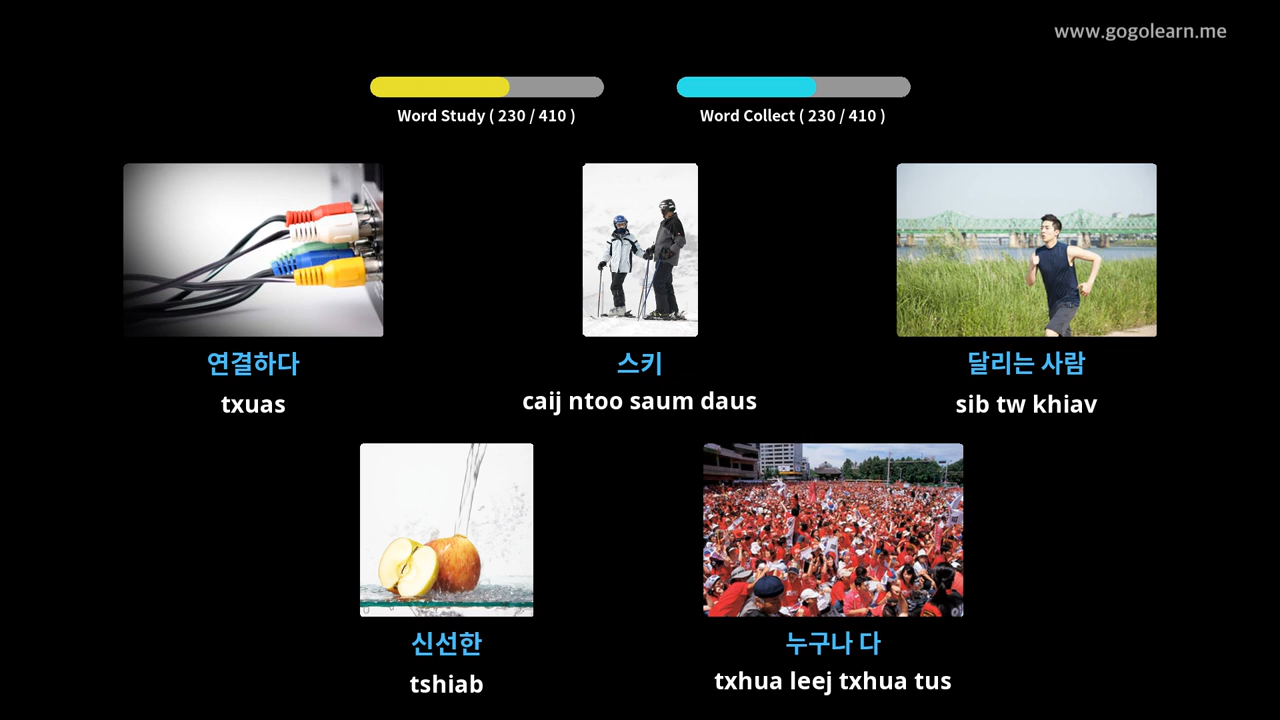 www.gogolearn.me
Word Study ( 230 / 410 )
Word Collect ( 230 / 410 )
연결하다
txuas
스키
caij ntoo saum daus
달리는 사람
sib tw khiav
신선한
tshiab
누구나 다
txhua leej txhua tus